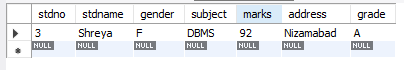 stdno stdname gender subject marks address grade
3 Shreya F DBMS 92 Nizamabad A
NULL NULL NULL NULL NULL NULL NULL